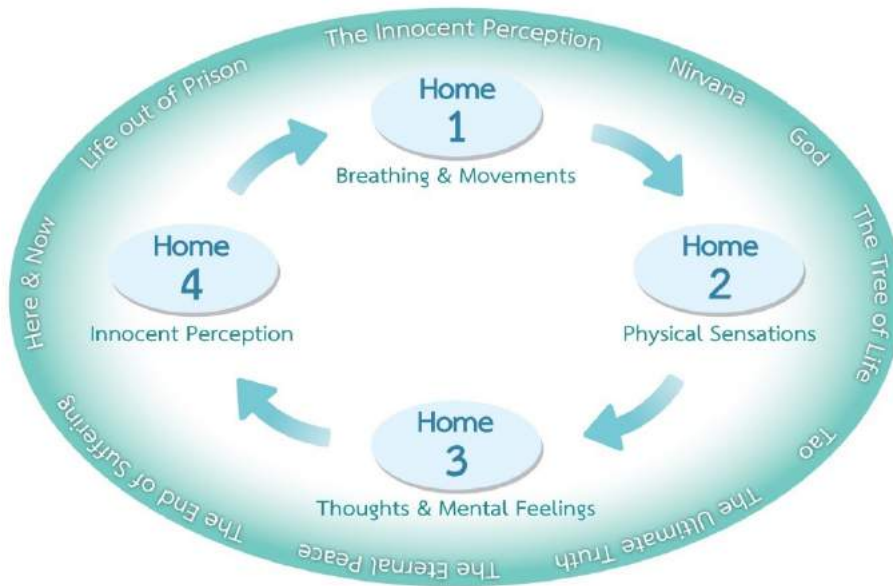 The Innocent Perception
Nirvana
God
The Tree of Life
Tao
The Ultimate Truth
The Eternal Peace
The End of Suffering
Here & Now
Life out of Prison
Home
1
Breathing & Movements
Home
2
Physical Sensations
Home
3
Thoughts & Mental Feelings
Home
4
Innocent Perception